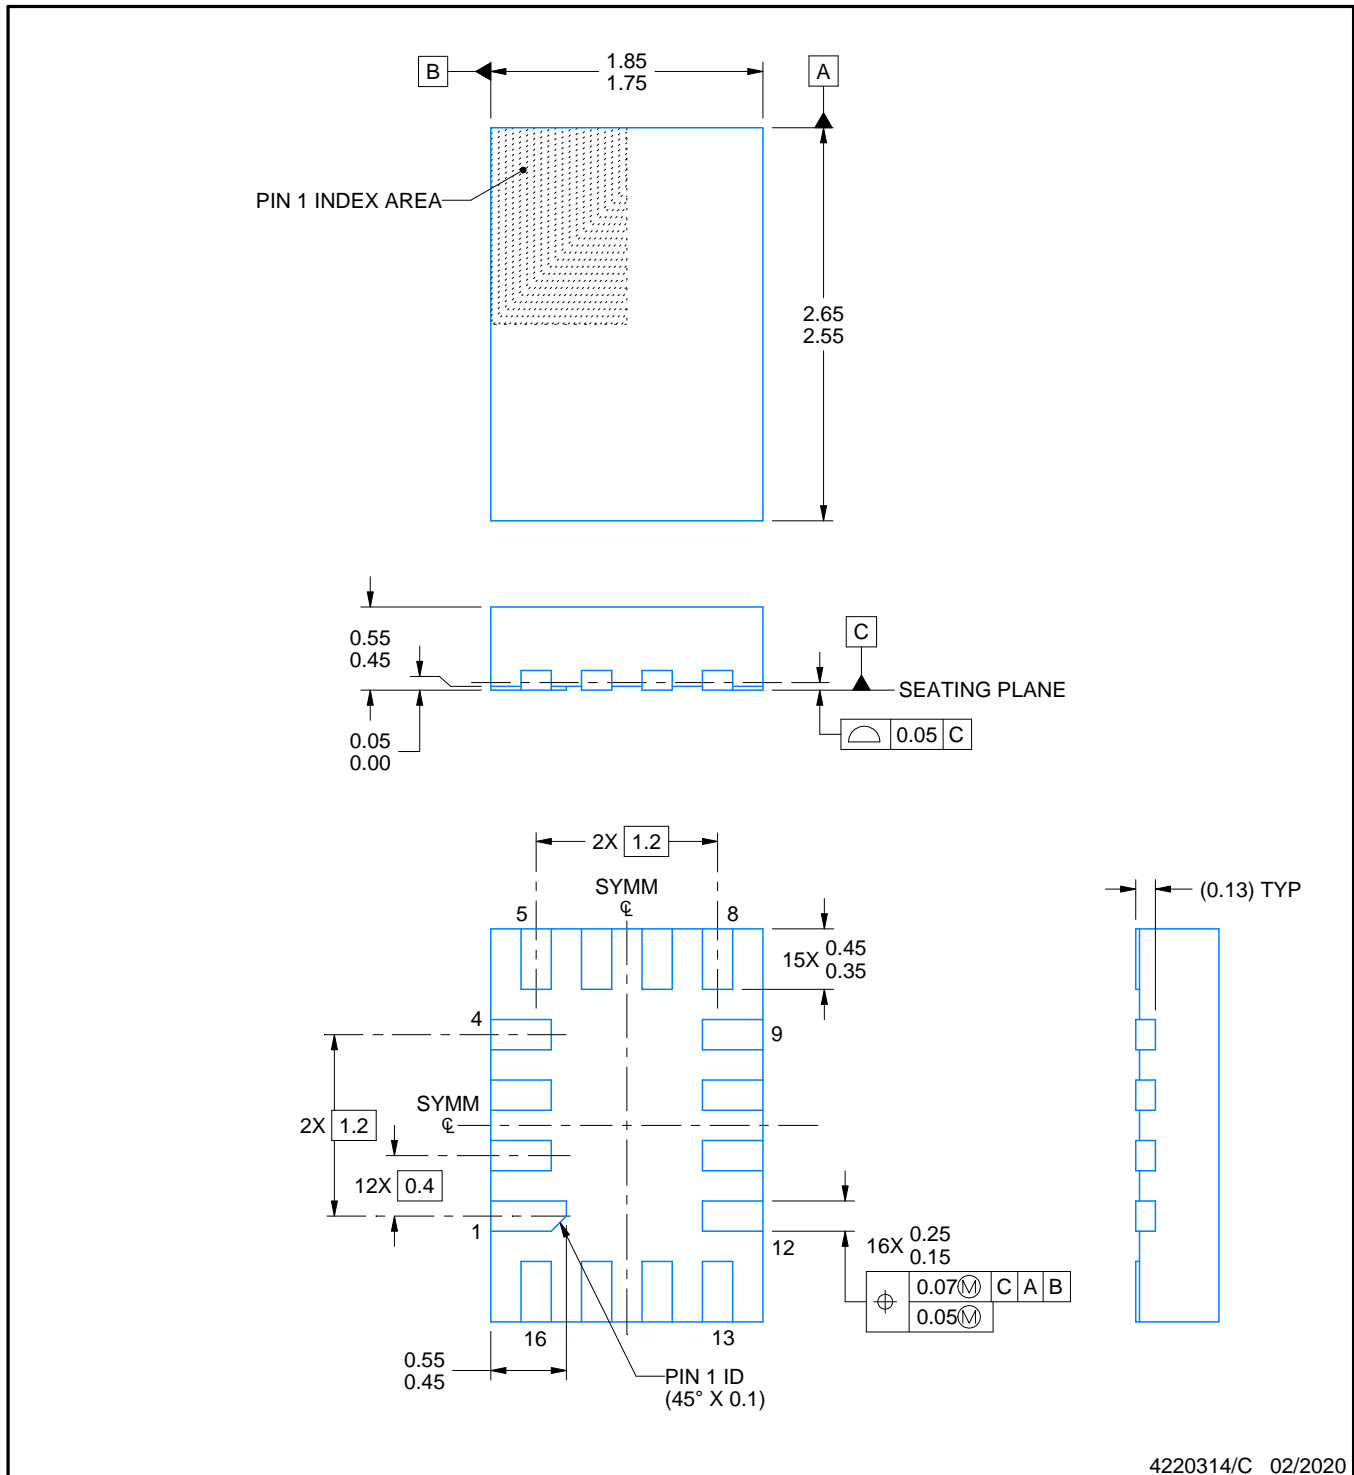 B
1.85
1.75
A
PIN 1 INDEX AREA
2.65
2.55
0.55
0.45
C
SEATING PLANE
0.05 C
0.05
0.00
2X 1.2
(0.13) TYP
SYMM
℄
5
8
15X 0.45
0.35
4
9
SYMM
℄
2X 1.2
12X 0.4
1
12
16X 0.25
0.15
0.07Ⓜ C A B
0.05Ⓜ
16
13
0.55
0.45
PIN 1 ID
(45° X 0.1)
4220314/C 02/2020